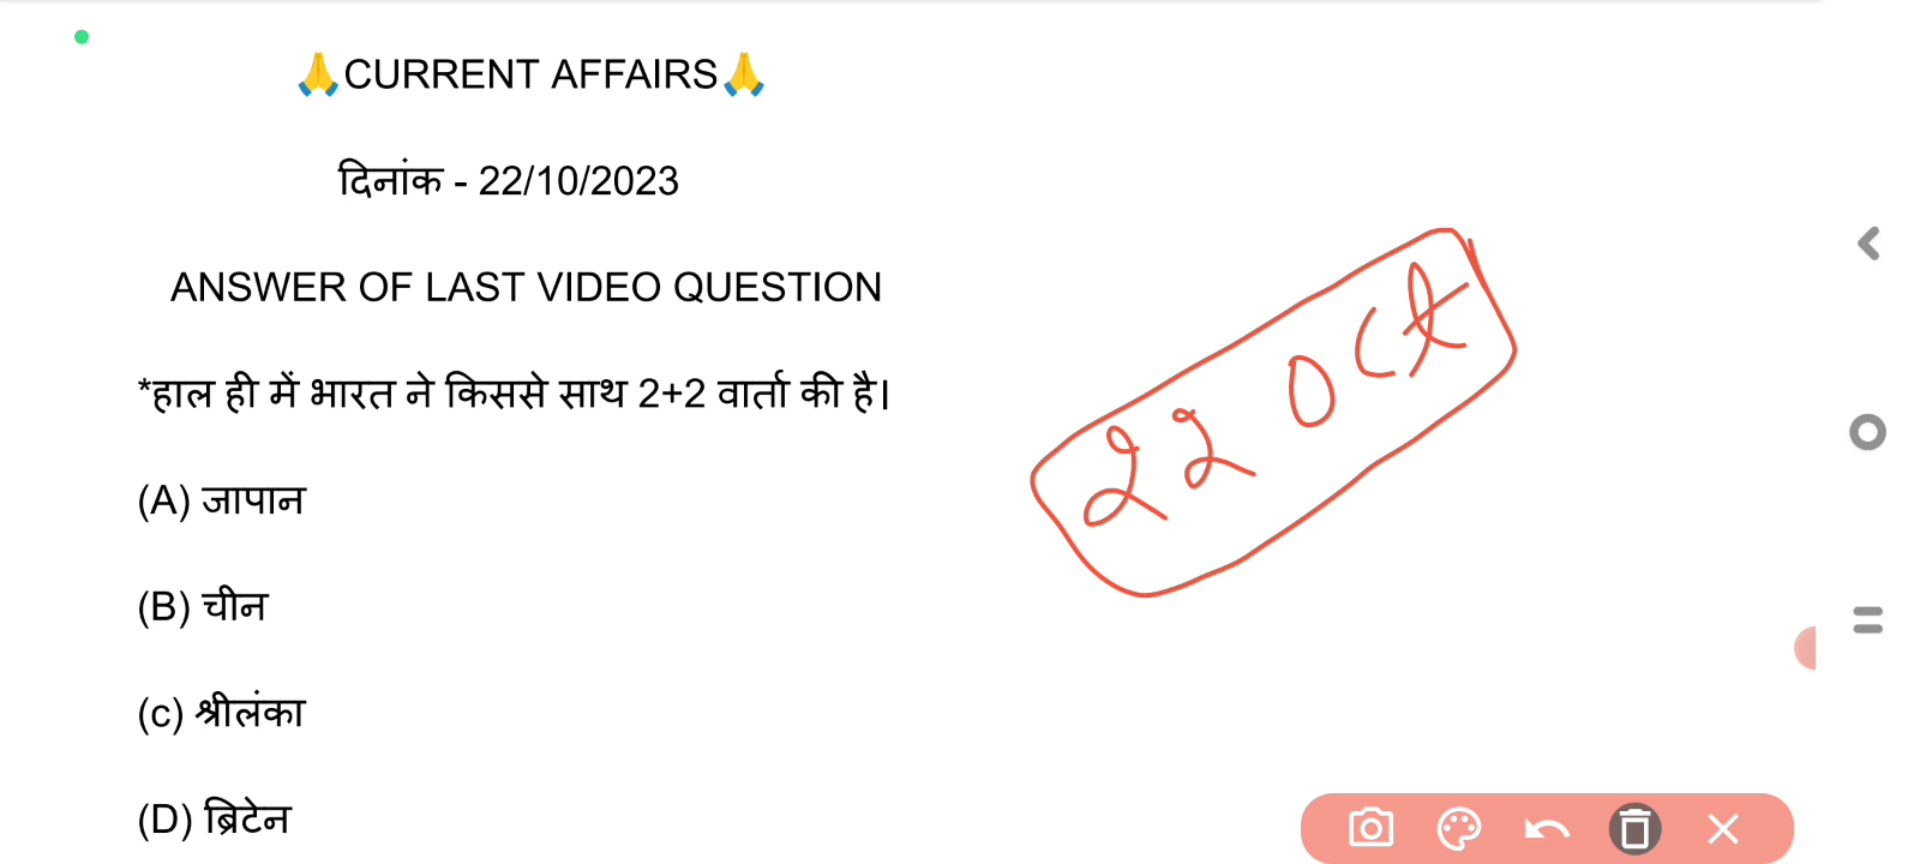 🙏CURRENT AFFAIRS🙏
दिनांक - 22/10/2023
ANSWER OF LAST VIDEO QUESTION
*हाल ही में भारत ने किससे साथ 2+2 वार्ता की है।
(A) जापान
(B) चीन
(c) श्रीलंका
(D) ब्रिटेन
22 Oct